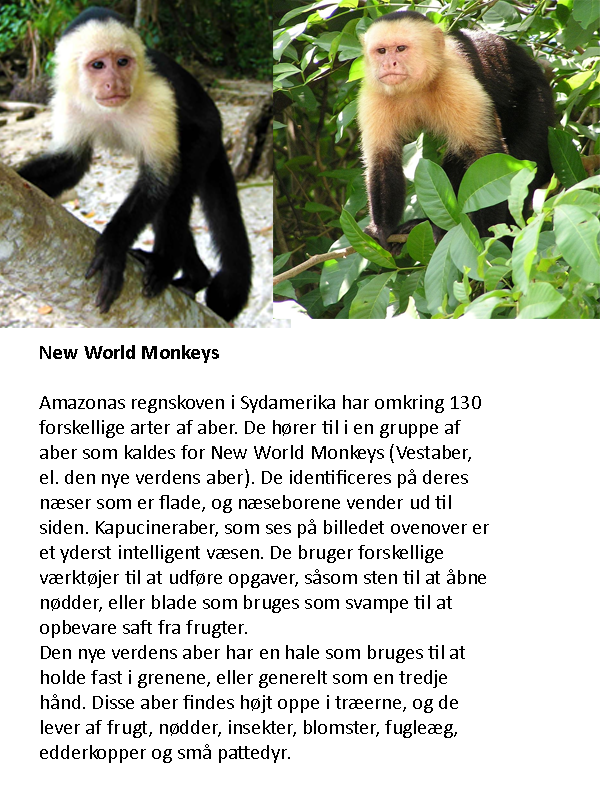 New World Monkeys
Amazonas regnskoven i Sydamerika har omkring 130
forskellige arter af aber. De hører til i en gruppe af
aber som kaldes for New World Monkeys (Vestaber,
el. den nye verdens aber). De identificeres på deres
næser som er flade, og næseborene vender ud til
siden. Kapucineraber, som ses på billedet ovenover er
et yderst intelligent væsen. De bruger forskellige
værktøjer til at udføre opgaver, såsom sten til at åbne
nødder, eller blade som bruges som svampe til at
opbevare saft fra frugter.
Den nye verdens aber har en hale som bruges til at
holde fast i grenene, eller generelt som en tredje
hånd. Disse aber findes højt oppe i træerne, og de
lever af frugt, nødder, insekter, blomster, fugleæg,
edderkopper og små pattedyr.